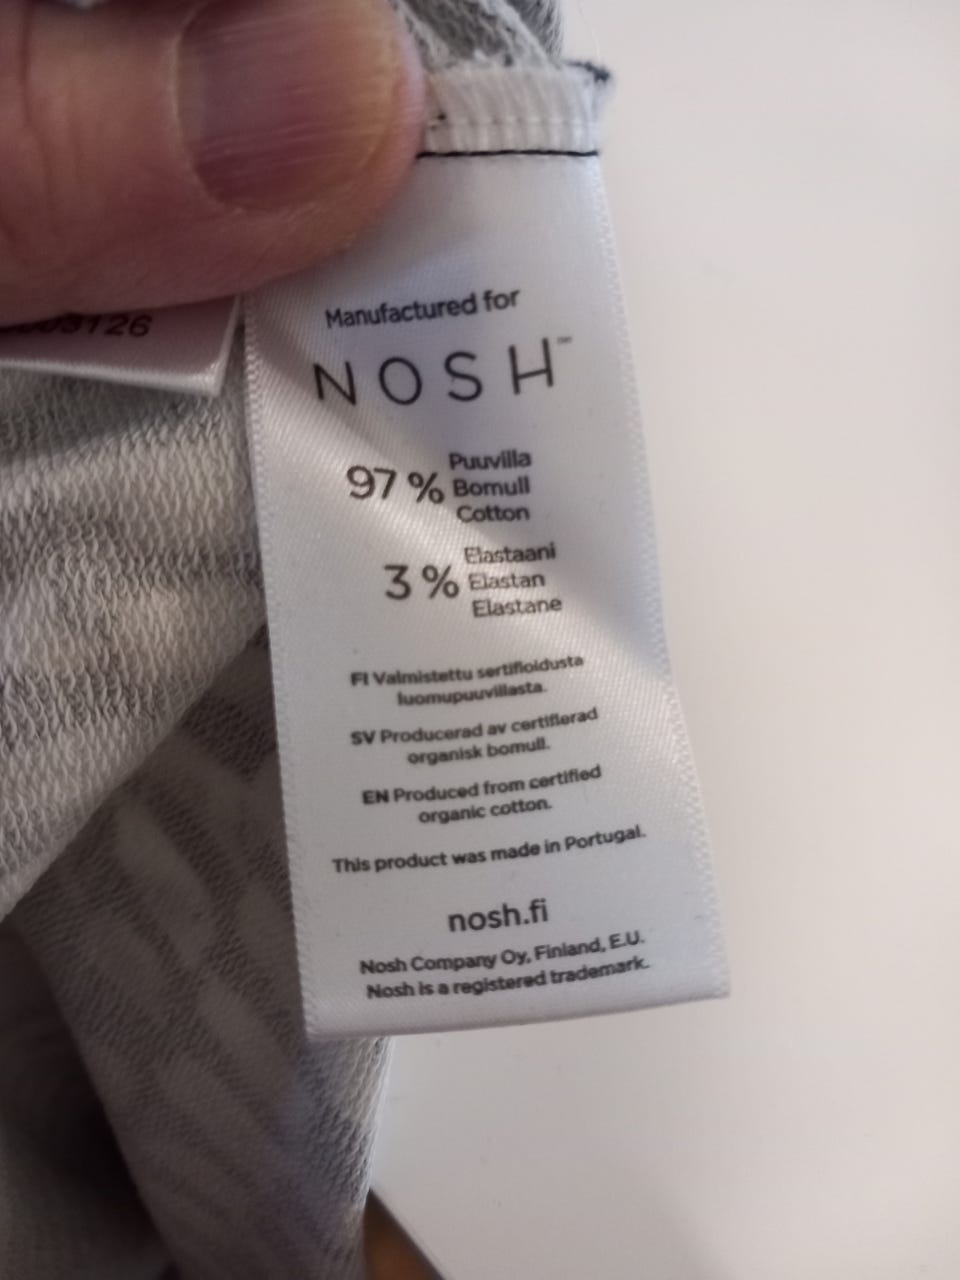 Manufactured for
NOSH™
97 % Puuvilla
Bomull
Cotton
3 % Elastaani
Elastan
Elastane
FI Valmistettu sertifioidusta
luomupuuvillasta.
SV Producerad av certifierad
organisk bomull.
EN Produced from certified
organic cotton.
This product was made in Portugal.
nosh.fi
Nosh Company Oy, Finland, E.U.
Nosh is a registered trademark.